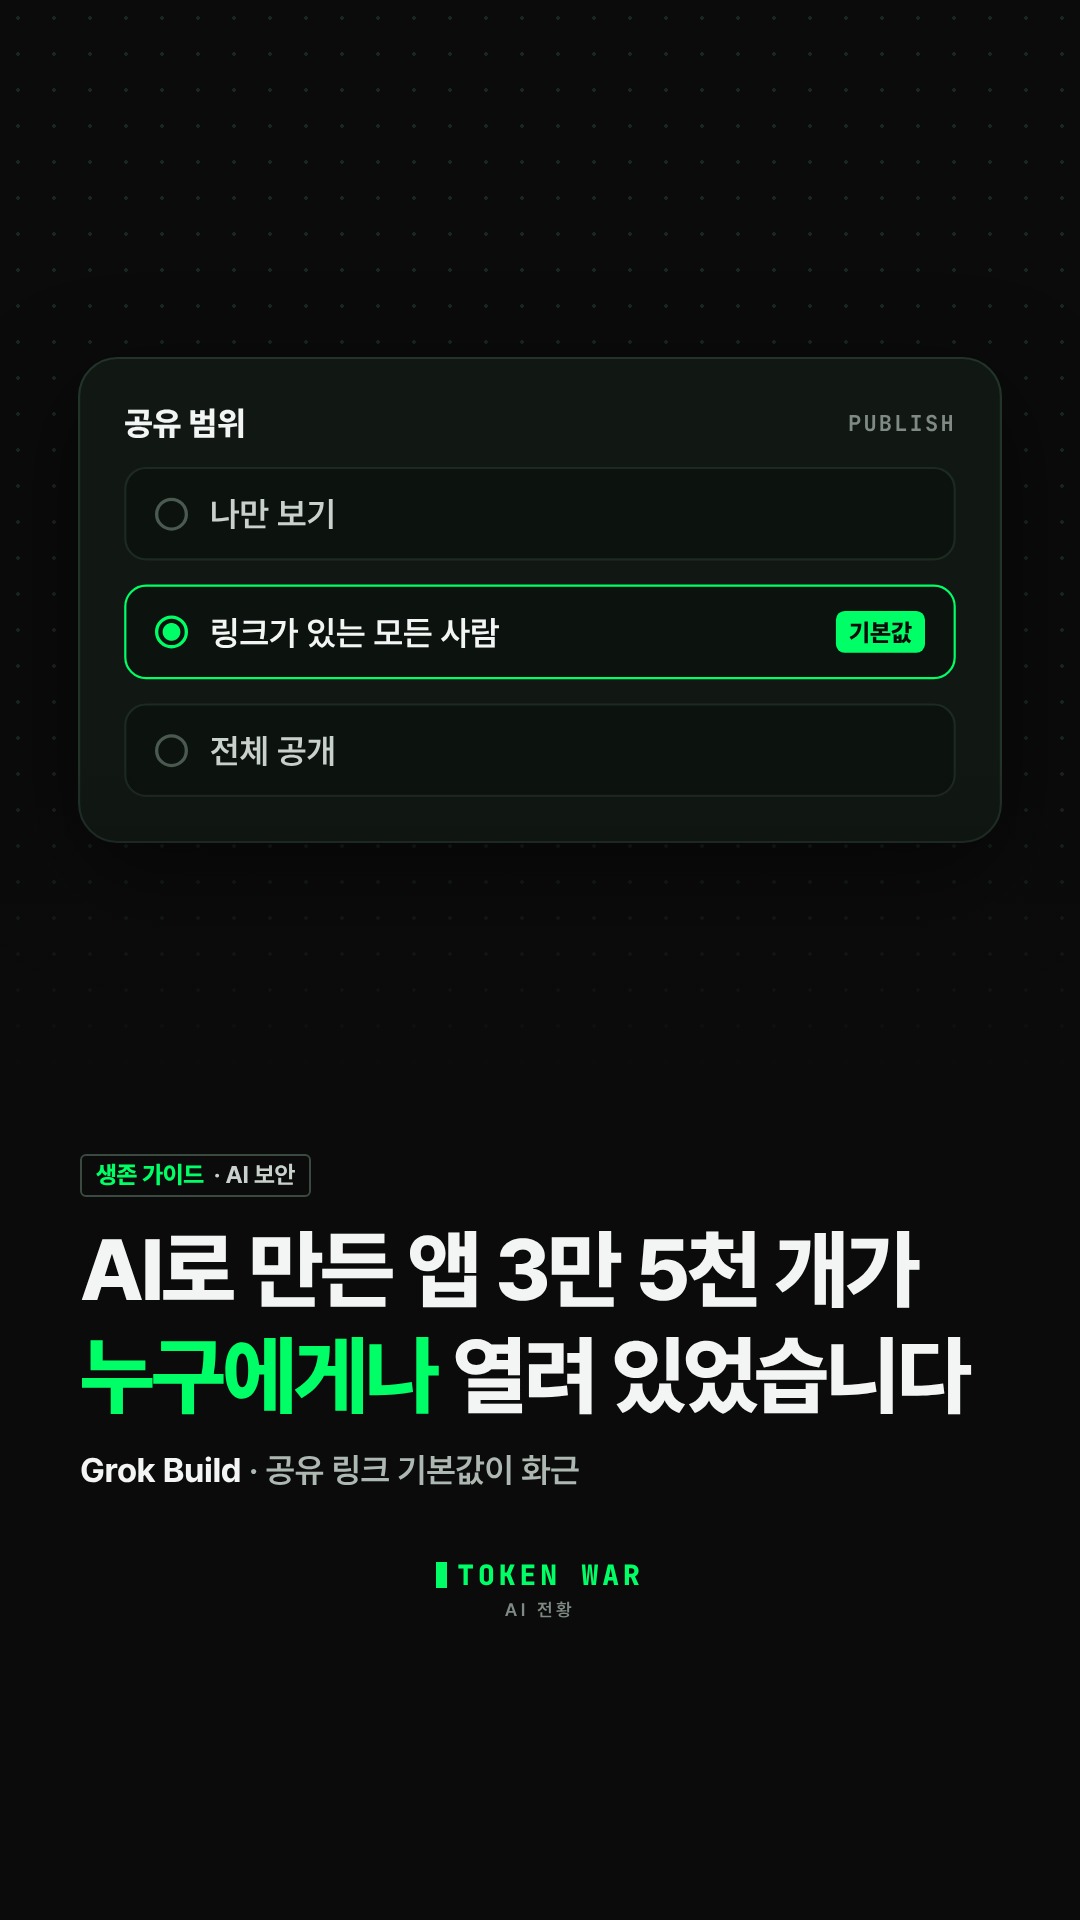 공유 범위
PUBLISH
나만 보기
링크가 있는 모든 사람
기본값
전체 공개
생존 가이드 · AI 보안
AI로 만든 앱 3만 5천 개가
누구에게나 열려 있었습니다
Grok Build · 공유 링크 기본값이 화근
TOKEN WAR
AI 전황